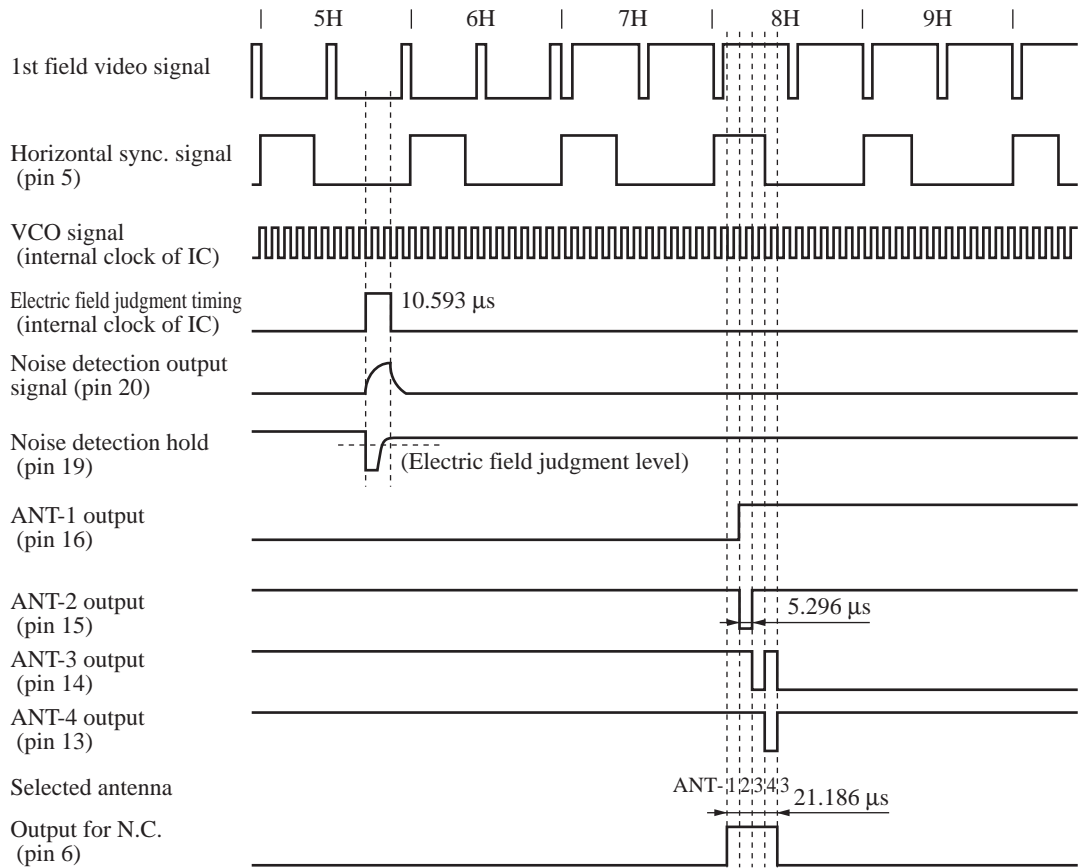 | 5H | 6H | 7H | 8H | 9H |
1st field video signal
Horizontal sync. signal
(pin 5)
VCO signal
(internal clock of IC)
Electric field judgment timing
(internal clock of IC)
10.593 μs
Noise detection output
signal (pin 20)
Noise detection hold
(pin 19)
(Electric field judgment level)
ANT-1 output
(pin 16)
ANT-2 output
(pin 15)
5.296 μs
ANT-3 output
(pin 14)
ANT-4 output
(pin 13)
Selected antenna
ANT- 1 2 3 4 3
21.186 μs
Output for N.C.
(pin 6)